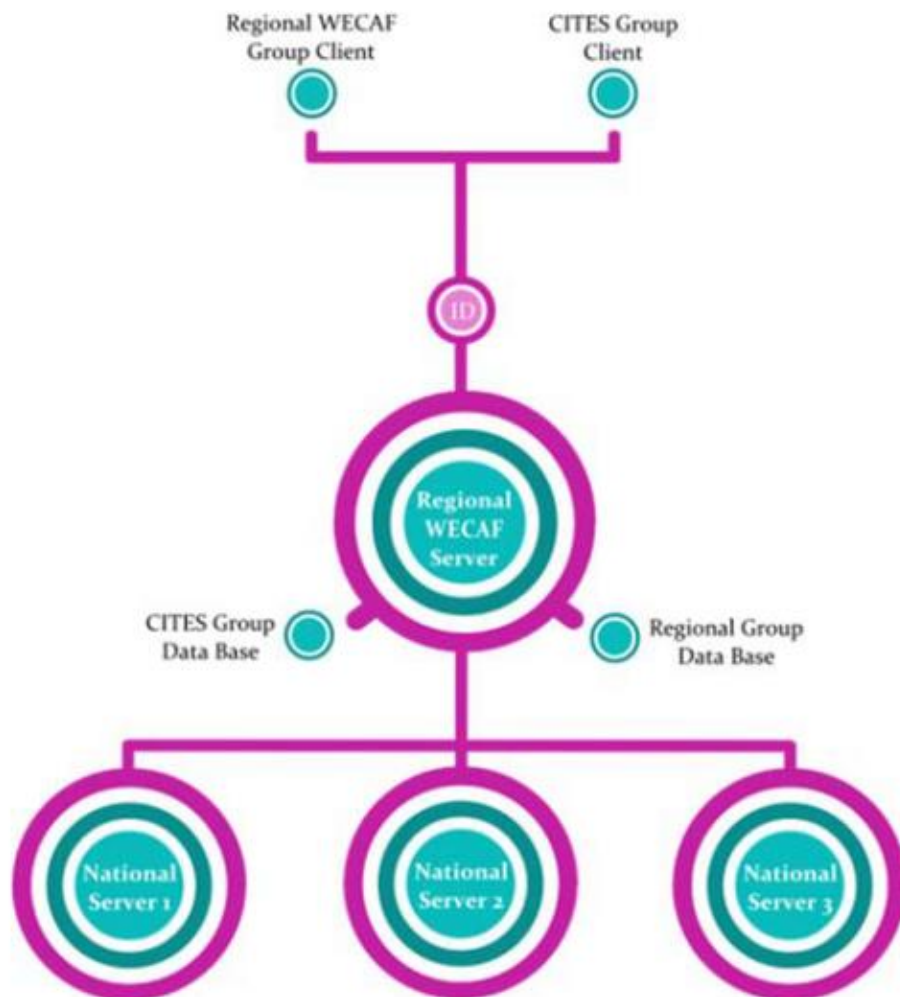 Regional WECAF
Group Client
CITES Group
Client
ID
Regional
WECAF
Server
CITES Group
Data Base
Regional Group
Data Base
National
Server 1
National
Server 2
National
Server 3